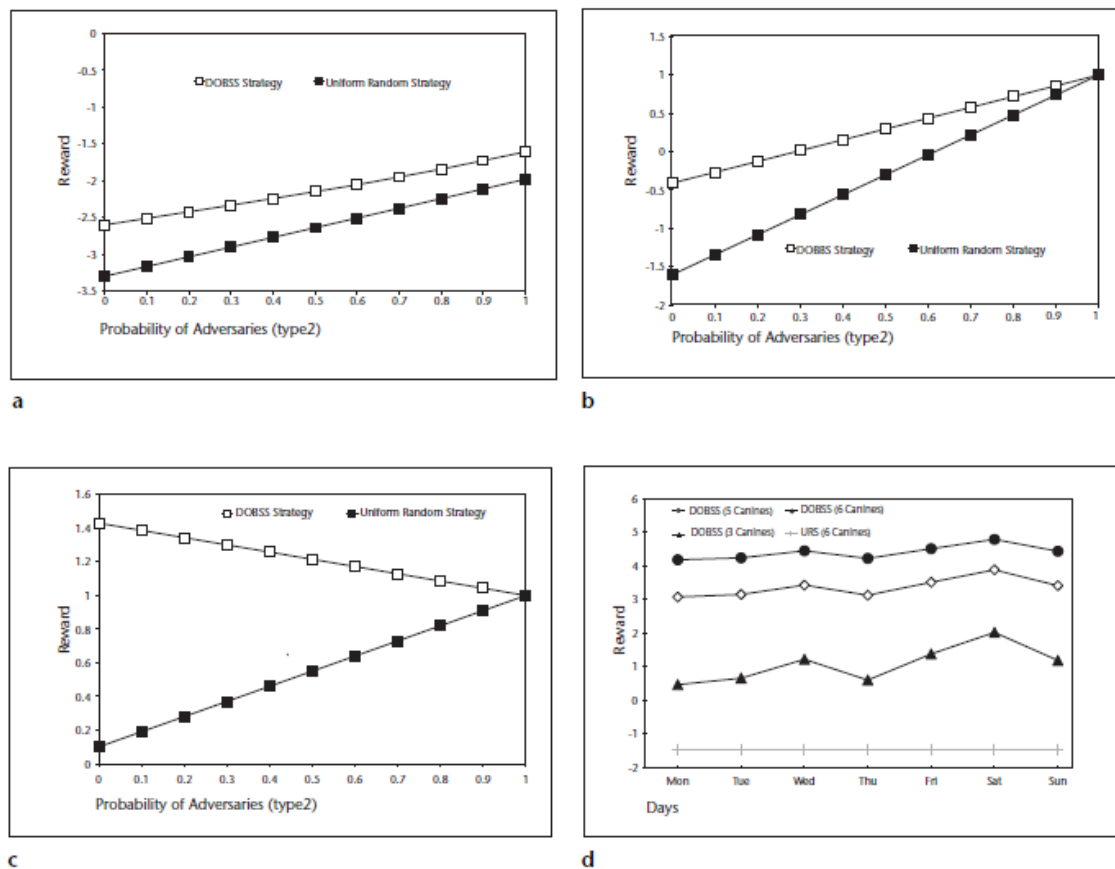 0
-0.5
-1
-1.5
-2
-2.5
-3
-3.5
Reward
DOBSS Strategy
Uniform Random Strategy
0 0.1 0.2 0.3 0.4 0.5 0.6 0.7 0.8 0.9 1
Probability of Adversaries (type2)
a
1.5
1
0.5
0
-0.5
-1
-1.5
-2
Reward
DOBBS Strategy
Uniform Random Strategy
0 0.1 0.2 0.3 0.4 0.5 0.6 0.7 0.8 0.9 1
Probability of Adversaries (type2)
b
1.6
1.4
1.2
1
0.8
0.6
0.4
0.2
0
Reward
DOBSS Strategy
Uniform Random Strategy
0 0.1 0.2 0.3 0.4 0.5 0.6 0.7 0.8 0.9 1
Probability of Adversaries (type2)
c
6
5
4
3
2
1
0
-1
-2
Reward
DOBSS (5 Canines)
DOBSS (6 Canines)
DOBSS (3 Canines)
URS (6 Canines)
Mon Tue Wed Thu Fri Sat Sun
Days
d